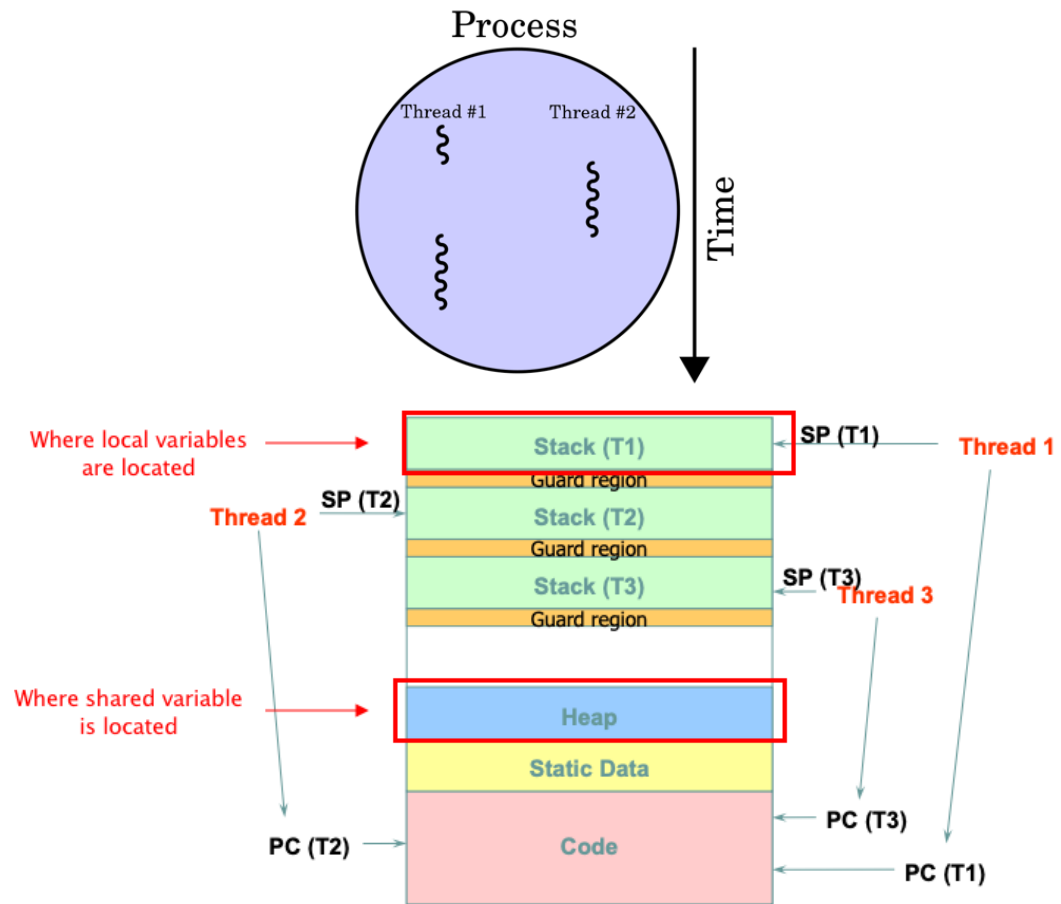 Process
Thread #1
Thread #2
Time
Where local variables
are located
Stack (T1)
SP (T1)
Thread 1
Guard region
SP (T2)
Thread 2
Stack (T2)
Guard region
Stack (T3)
SP (T3)
Thread 3
Guard region
Where shared variable
is located
Heap
Static Data
PC (T2)
Code
PC (T3)
PC (T1)